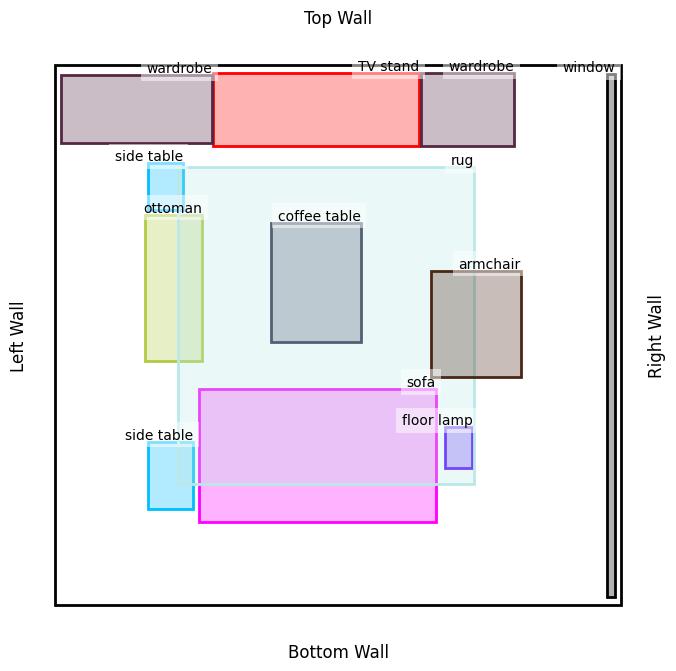 Top Wall
wardrobe
TV stand
wardrobe
window
side table
rug
ottoman
coffee table
armchair
Left Wall
Right Wall
sofa
floor lamp
side table
Bottom Wall